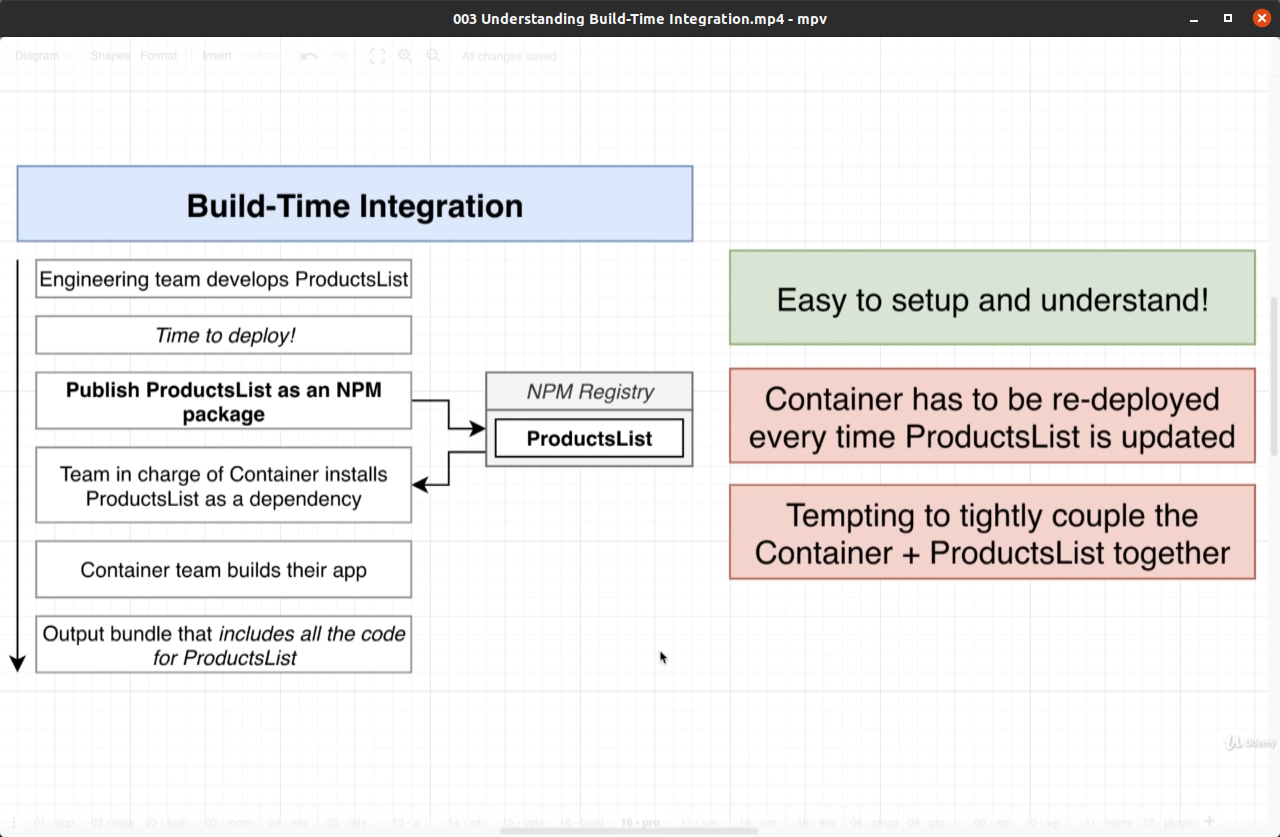 003 Understanding Build-Time Integration.mp4 - mpv
Diagram
Shapes
Format
Insert
All changes saved
Build-Time Integration
Engineering team develops ProductsList
Time to deploy!
Publish ProductsList as an NPM
package
Team in charge of Container installs
ProductsList as a dependency
Container team builds their app
Output bundle that includes all the code
for ProductsList
NPM Registry
ProductsList
Easy to setup and understand!
Container has to be re-deployed
every time ProductsList is updated
Tempting to tightly couple the
Container + ProductsList together
Udemy
01 - app
02 - data
03 - mono
04 - mfe
05 - mfe
13 - q
14 - int
15 - opts
16 - build
16 - pro
17 - run
18 - run
19 - this
08 - struct
09 - pro...
09 - wp
10 - wp...
11 - name
12 - plugin